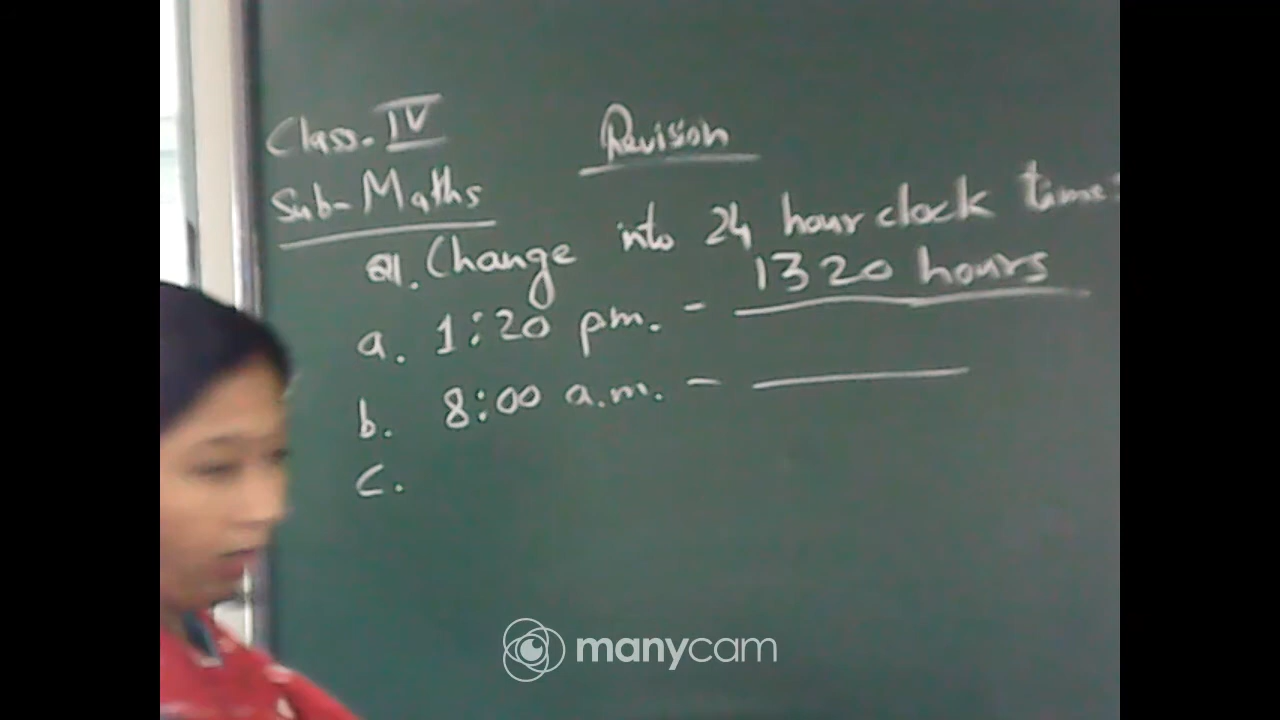 Class-IV
Revision
Sub-Maths
Change into 24 hour clock time:
a. 1:20 pm. - 1320 hours
b. 8:00 a.m. -
c.
manycam